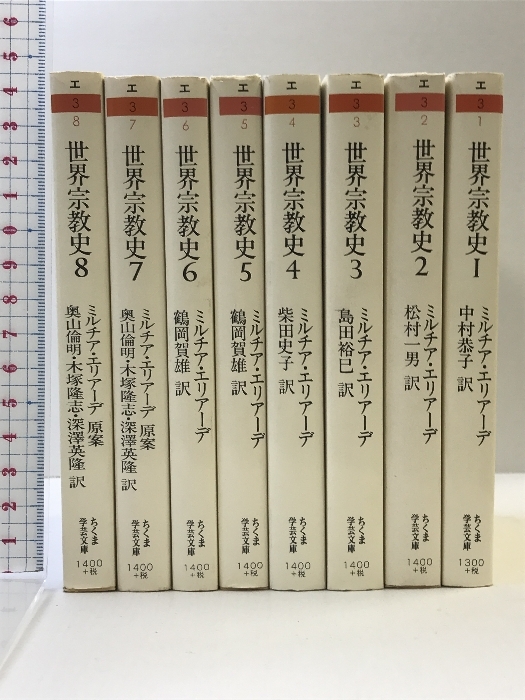 エ
3
8
世界宗教史 8
ミルチア・エリアーデ 原案
奥山倫明・木塚隆志・深澤英隆 訳
ちくま
学芸文庫
1400
+税
エ
3
7
世界宗教史 7
ミルチア・エリアーデ 原案
奥山倫明・木塚隆志・深澤英隆 訳
ちくま
学芸文庫
1400
+税
エ
3
6
世界宗教史 6
ミルチア・エリアーデ
鶴岡賀雄 訳
ちくま
学芸文庫
1400
+税
エ
3
5
世界宗教史 5
ミルチア・エリアーデ
鶴岡賀雄 訳
ちくま
学芸文庫
1400
+税
エ
3
4
世界宗教史 4
ミルチア・エリアーデ
柴田史子 訳
ちくま
学芸文庫
1400
+税
エ
3
3
世界宗教史 3
ミルチア・エリアーデ
島田裕巳 訳
ちくま
学芸文庫
1400
+税
エ
3
2
世界宗教史 2
ミルチア・エリアーデ
松村一男 訳
ちくま
学芸文庫
1400
+税
エ
3
1
世界宗教史 1
ミルチア・エリアーデ
中村恭子 訳
ちくま
学芸文庫
1300
+税